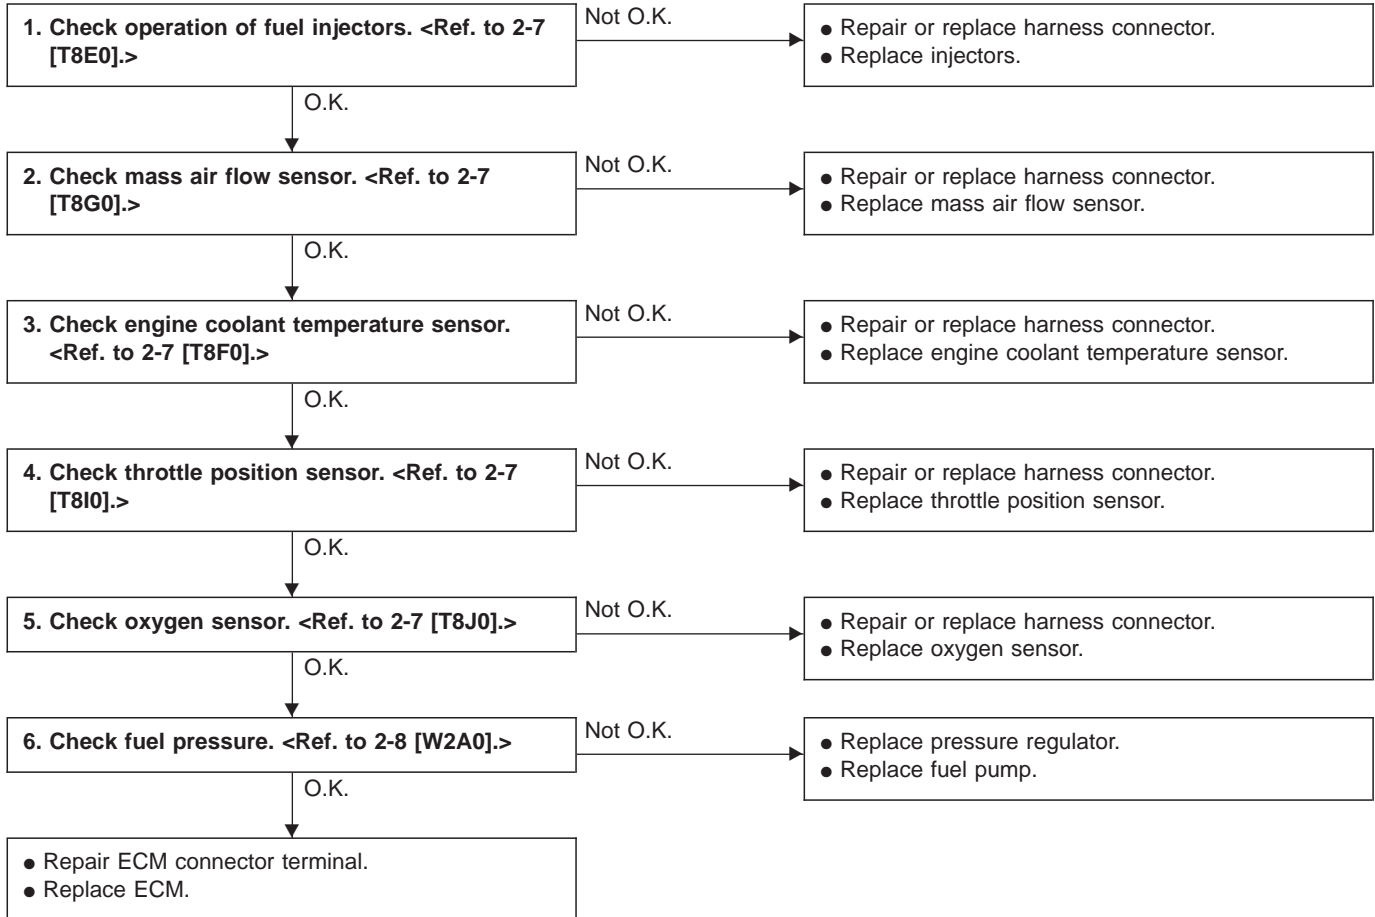 1. Check operation of fuel injectors. <Ref. to 2-7
[T8E0].>
Not O.K.
● Repair or replace harness connector.
● Replace injectors.
O.K.
2. Check mass air flow sensor. <Ref. to 2-7
[T8G0].>
Not O.K.
● Repair or replace harness connector.
● Replace mass air flow sensor.
O.K.
3. Check engine coolant temperature sensor.
<Ref. to 2-7 [T8F0].>
Not O.K.
● Repair or replace harness connector.
● Replace engine coolant temperature sensor.
O.K.
4. Check throttle position sensor. <Ref. to 2-7
[T8I0].>
Not O.K.
● Repair or replace harness connector.
● Replace throttle position sensor.
O.K.
5. Check oxygen sensor. <Ref. to 2-7 [T8J0].>
Not O.K.
● Repair or replace harness connector.
● Replace oxygen sensor.
O.K.
6. Check fuel pressure. <Ref. to 2-8 [W2A0].>
Not O.K.
● Replace pressure regulator.
● Replace fuel pump.
O.K.
● Repair ECM connector terminal.
● Replace ECM.